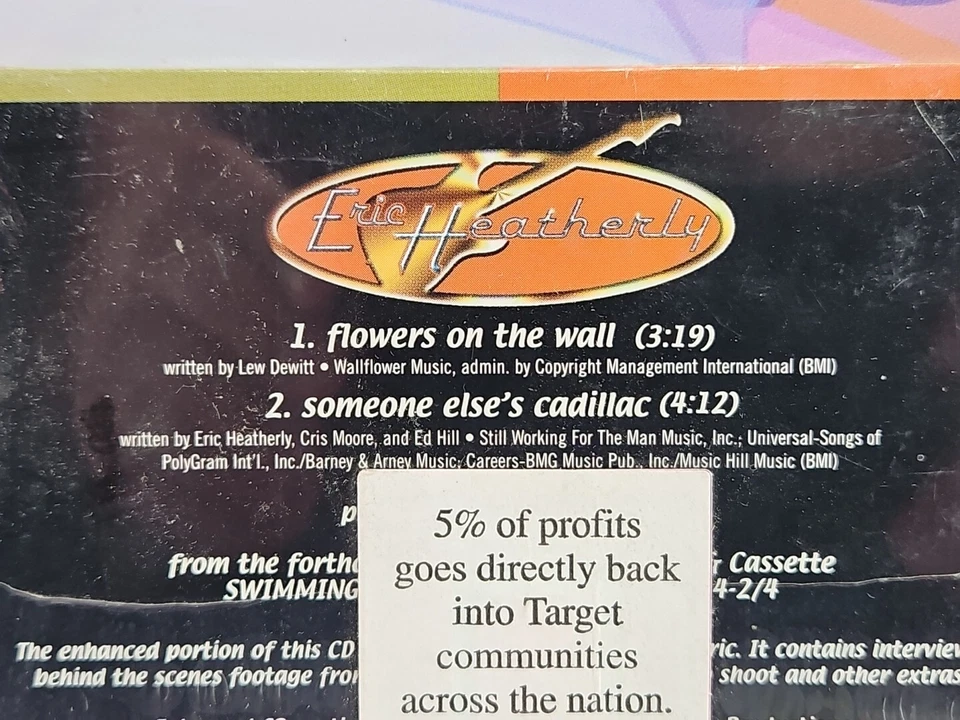 Eric Heatherly
1. flowers on the wall (3:19)
written by Lew Dewitt • Wallflower Music, admin. by Copyright Management International (BMI)
2. someone else's cadillac (4:12)
written by Eric Heatherly, Cris Moore, and Ed Hill • Still Working For The Man Music, Inc.; Universal-Songs of
PolyGram Int'l., Inc./Barney & Arney Music; Careers-BMG Music Pub., Inc./Music Hill Music (BMI)
from the Cassette
SWIMMING 4-2/4
The enhanced portion of this CD It contains
behind the scenes footage shoot and other extras
5% of profits
goes directly back
into Target
communities
across the nation.